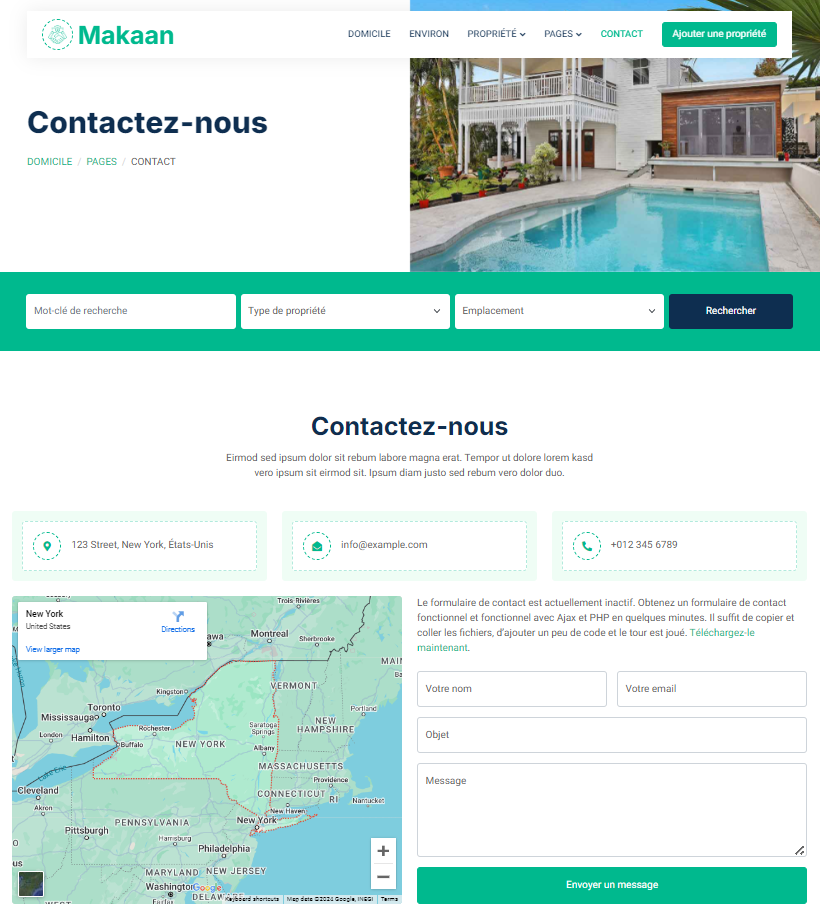 Makaan
DOMICILE
ENVIRON
PROPRIÉTÉ
PAGES
CONTACT
Ajouter une propriété
Contactez-nous
DOMICILE / PAGES / CONTACT
Mot-clé de recherche
Type de propriété
Emplacement
Rechercher
Contactez-nous
Eirmod sed ipsum dolor sit rebum labore magna erat. Tempor ut dolore lorem kasd
vero ipsum sit eirmod sit. Ipsum diam justo sed rebum vero dolor duo.
123 Street, New York, États-Unis
info@example.com
+012 345 6789
New York
United States
Directions
View larger map
Trois-Rivières
Montreal
Sherbrooke
Kingston
VERMONT
Portland
Toronto
Mississauga
Rochester
Saratoga
Springs
NEW
HAMPSHIRE
London
Hamilton
Buffalo
NEW YORK
Albany
MASSACHUSETTS
Lake Erie
Providence
Cleveland
CONNECTICUT
RI
Nantucket
Akron
New Haven
PENNSYLVANIA
New York
Pittsburgh
Harrisburg
Philadelphia
MARYLAND
NEW JERSEY
Washington
Google
DELAWA
Keyboard shortcuts
Map data ©2024 Google, INEGI
Terms
Le formulaire de contact est actuellement inactif. Obtenez un formulaire de contact
fonctionnel et fonctionnel avec Ajax et PHP en quelques minutes. Il suffit de copier et
coller les fichiers, d'ajouter un peu de code et le tour est joué. Téléchargez-le
maintenant.
Votre nom
Votre email
Objet
Message
Envoyer un message